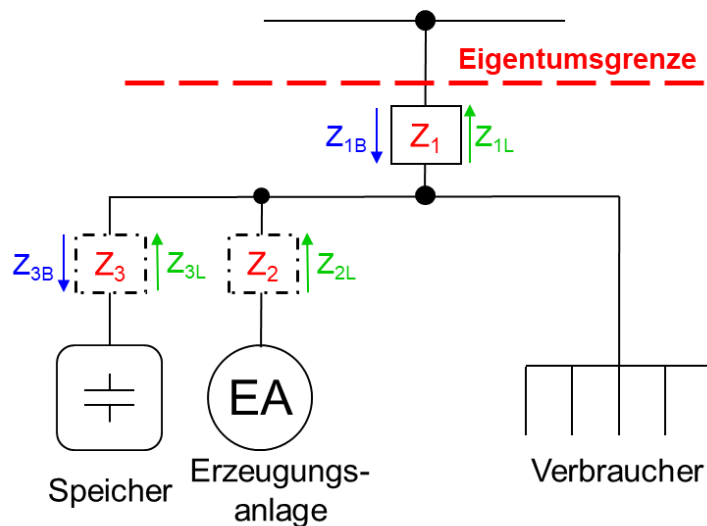 Eigentumsgrenze
Z1B Z1 Z1L
Z3B Z3 Z3L Z2 Z2L
EA
Speicher
Erzeugungs-
anlage
Verbraucher